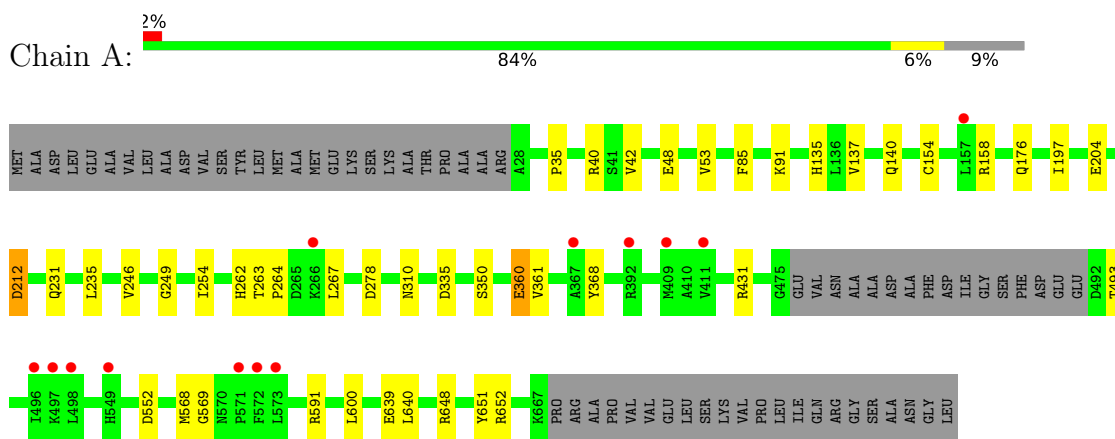 2%
Chain A:
84% 6% 9%
MET ALA ASP LEU GLU ALA VAL LEU ALA ASP VAL SER TYR LEU MET ALA MET GLU LYS SER LYS ALA THR PRO ALA ALA ARG A28 P35 R40 S41 V42 E48 V53 F85 K91 H135 L136 V137 Q140 C154 L157 R158 Q176 I197 E204
D212 Q231 L235 V246 G249 I254 H262 T263 P264 D265 K266 L267 D278 N310 D335 S350 E360 V361 A367 Y368 R392 M409 A410 V411 R431 G475 GLU VAL ASN ALA ALA ASP ALA PHE ASP ILE GLY SER PHE ASP GLU GLU D492 T493
I496 K497 L498 H549 D552 M568 G569 N570 P571 F572 L573 R591 L600 E639 L640 R648 Y651 R652 K667 PRO ARG ALA PRO VAL VAL GLU LEU SER LYS VAL PRO LEU ILE GLN ARG GLY SER ALA ASN GLY LEU